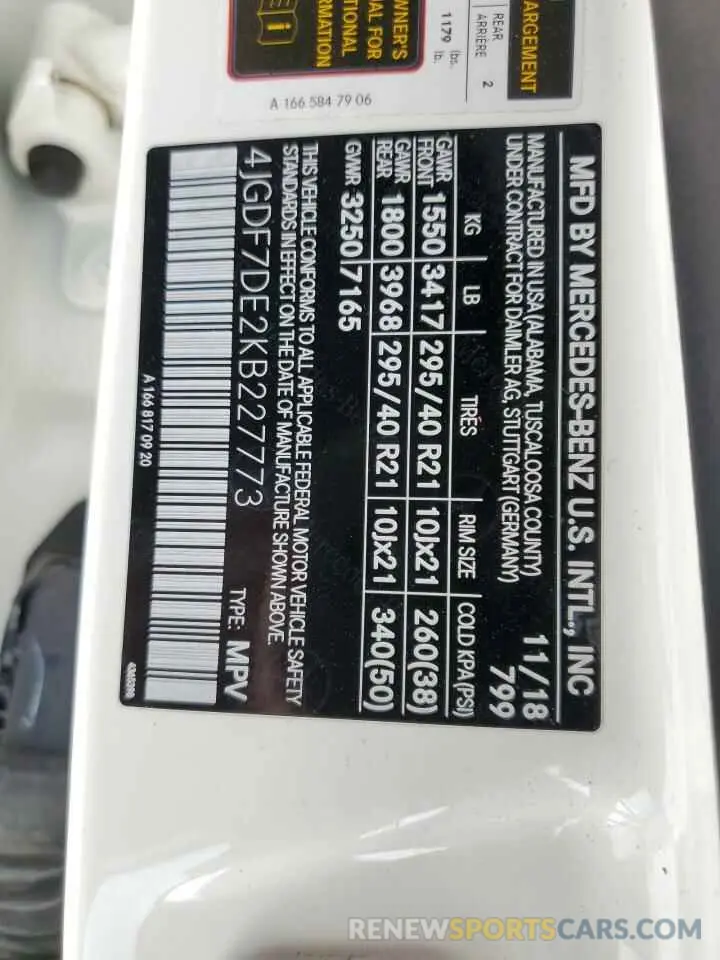 ARGEMENT
REAR
ARRIÈRE 2
1179 lbs.
lb.
OWNER'S
FOR
TIONAL
ORMATION
A 166 584 79 06
MFD BY MERCEDES-BENZ U.S. INTL., INC
MANUFACTURED IN USA (ALABAMA, TUSCALOOSA COUNTY) 11/18
UNDER CONTRACT FOR DAIMLER AG, STUTTGART (GERMANY) 799
KG LB TIRES RIM SIZE COLD KPA (PSI)
GAWR
FRONT 1550 3417 295/40 R21 10Jx21 260(38)
GAWR
REAR 1800 3968 295/40 R21 10Jx21 340(50)
GVWR 3250 7165
THIS VEHICLE CONFORMS TO ALL APPLICABLE FEDERAL MOTOR VEHICLE SAFETY
STANDARDS IN EFFECT ON THE DATE OF MANUFACTURE SHOWN ABOVE.
4JGDF7DE2KB227773 TYPE: MPV
A 166 817 09 20
RENEWSPORTSCARS.COM